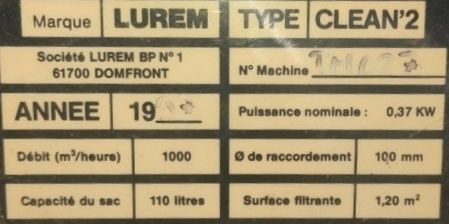 Marque LUREM TYPE CLEAN'2
Société LUREM BP N° 1
61700 DOMFRONT
N° Machine
ANNEE 19
Puissance nominale : 0,37 KW
Débit (m³/heure) 1000
Ø de raccordement 100 mm
Capacité du sac 110 litres
Surface filtrante 1,20 m²